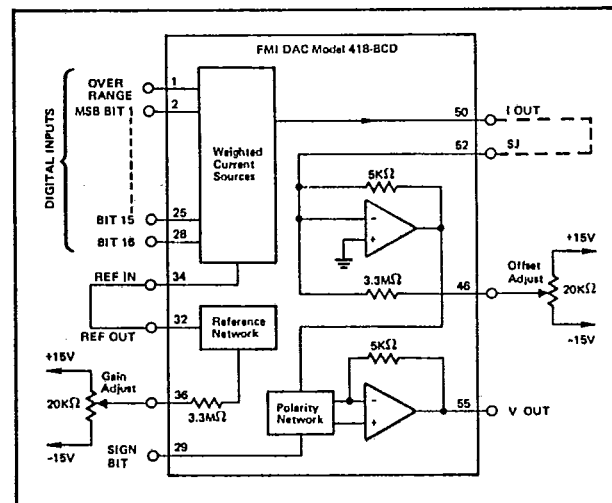 FMI DAC Model 418-BCD
DIGITAL INPUTS
OVER
RANGE
1
MSB BIT 1
2
BIT 15
25
BIT 16
28
REF IN
34
REF OUT
32
Weighted
Current
Sources
Reference
Network
+15V
Gain
Adjust
20KΩ
36
3.3MΩ
-15V
SIGN
BIT
29
50
I OUT
52
SJ
5KΩ
-
+
3.3MΩ
46
Offset
Adjust
+15V
20KΩ
-15V
5KΩ
Polarity
Network
-
+
55
V OUT